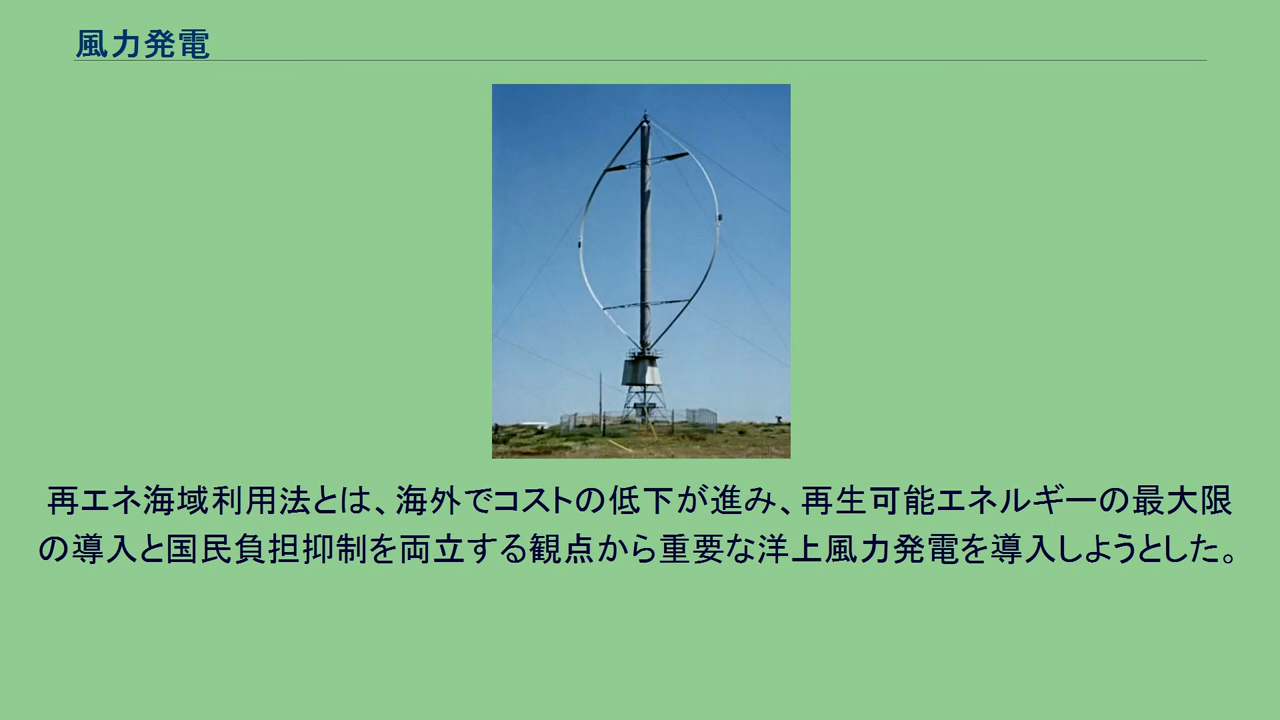 風力発電
再エネ海域利用法とは、海外でコストの低下が進み、再生可能エネルギーの最大限
の導入と国民負担抑制を両立する観点から重要な洋上風力発電を導入しようとした。